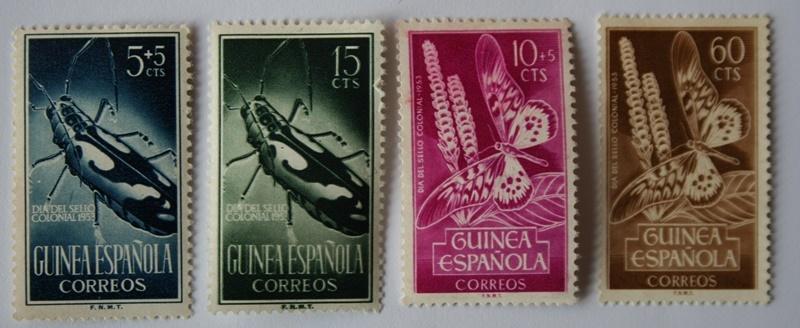 5+5
CTS
DIA DEL SELLO
COLONIAL 1953
GUINEA ESPAÑOLA
CORREOS
F.N.M.T.
15
CTS
DIA DEL SELLO
COLONIAL 1953
GUINEA ESPAÑOLA
CORREOS
F.N.M.T.
10+5
CTS
DIA DEL SELLO COLONIAL·1953
GUINEA
ESPAÑOLA
CORREOS
F.N.M.T.
60
CTS
DIA DEL SELLO COLONIAL·1953
GUINEA
ESPAÑOLA
CORREOS
F.N.M.T.